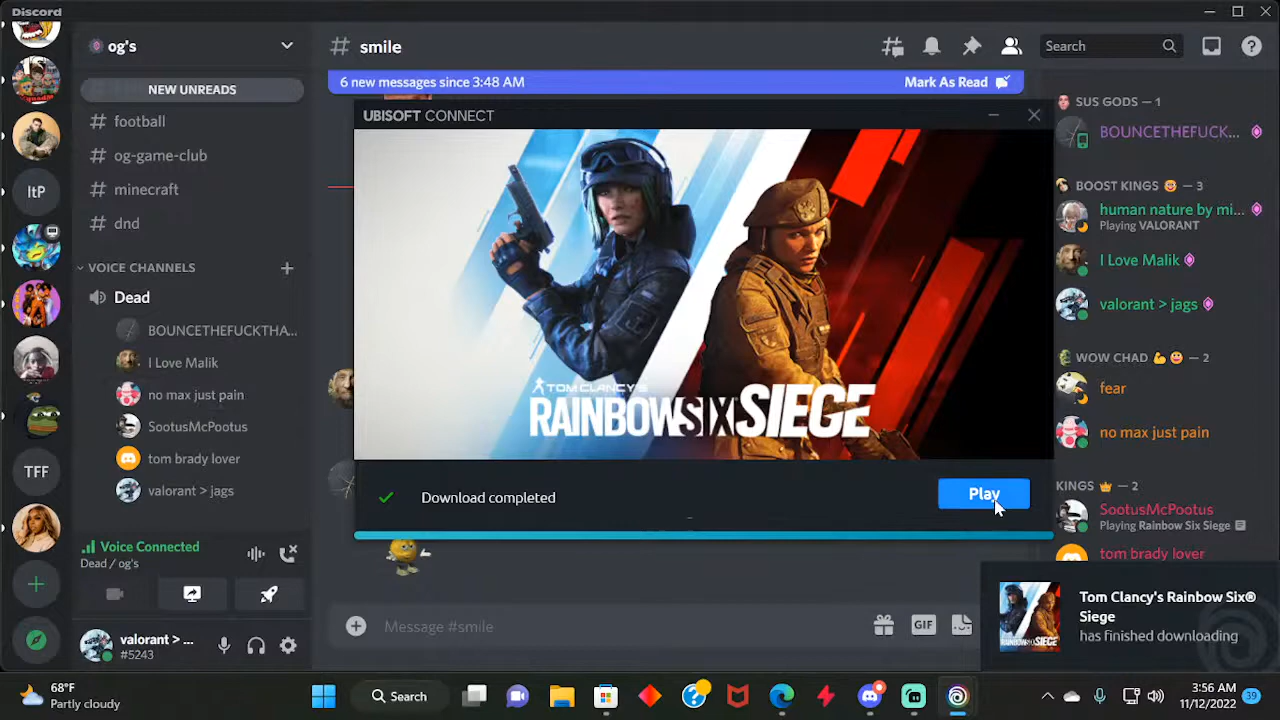 Discord
og's
NEW UNREADS
# football
# og-game-club
# minecraft
# dnd
VOICE CHANNELS
Dead
BOUNCETHEFUCKTHA...
I Love Malik
no max just pain
SootusMcPootus
tom brady lover
valorant > jags
Voice Connected
Dead / og's
valorant > ...
#5243
ItP
TFF
# smile
Search
6 new messages since 3:48 AM
Mark As Read
UBISOFT CONNECT
TOM CLANCY'S
RAINBOWSIX SIEGE
Download completed
Play
Message #smile
GIF
SUS GODS — 1
BOUNCETHEFUCK...
BOOST KINGS 🤠 — 3
human nature by mi...
Playing VALORANT
I Love Malik
valorant > jags
WOW CHAD 💪😀 — 2
fear
no max just pain
KINGS 👑 — 2
SootusMcPootus
Playing Rainbow Six Siege
tom brady lover
Tom Clancy's Rainbow Six®
Siege
has finished downloading
68°F
Partly cloudy
Search
3:56 AM
11/12/2022
39